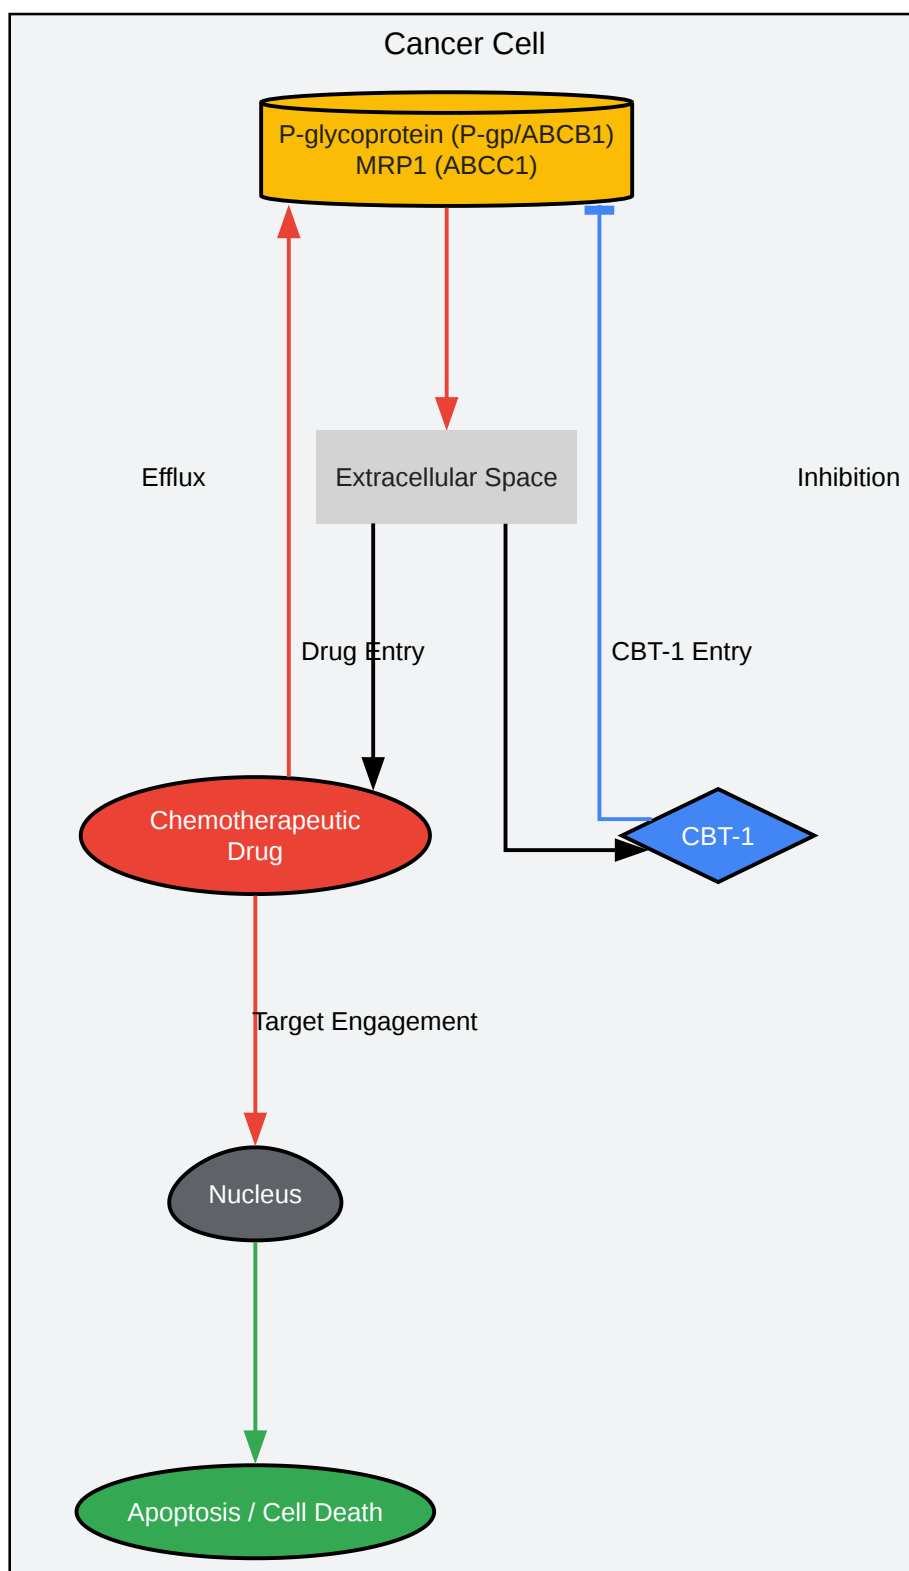 Cancer Cell
P-glycoprotein (P-gp/ABCB1)
MRP1 (ABCC1)
Efflux
Extracellular Space
Inhibition
Drug Entry
CBT-1 Entry
Chemotherapeutic
Drug
CBT-1
Target Engagement
Nucleus
Apoptosis / Cell Death